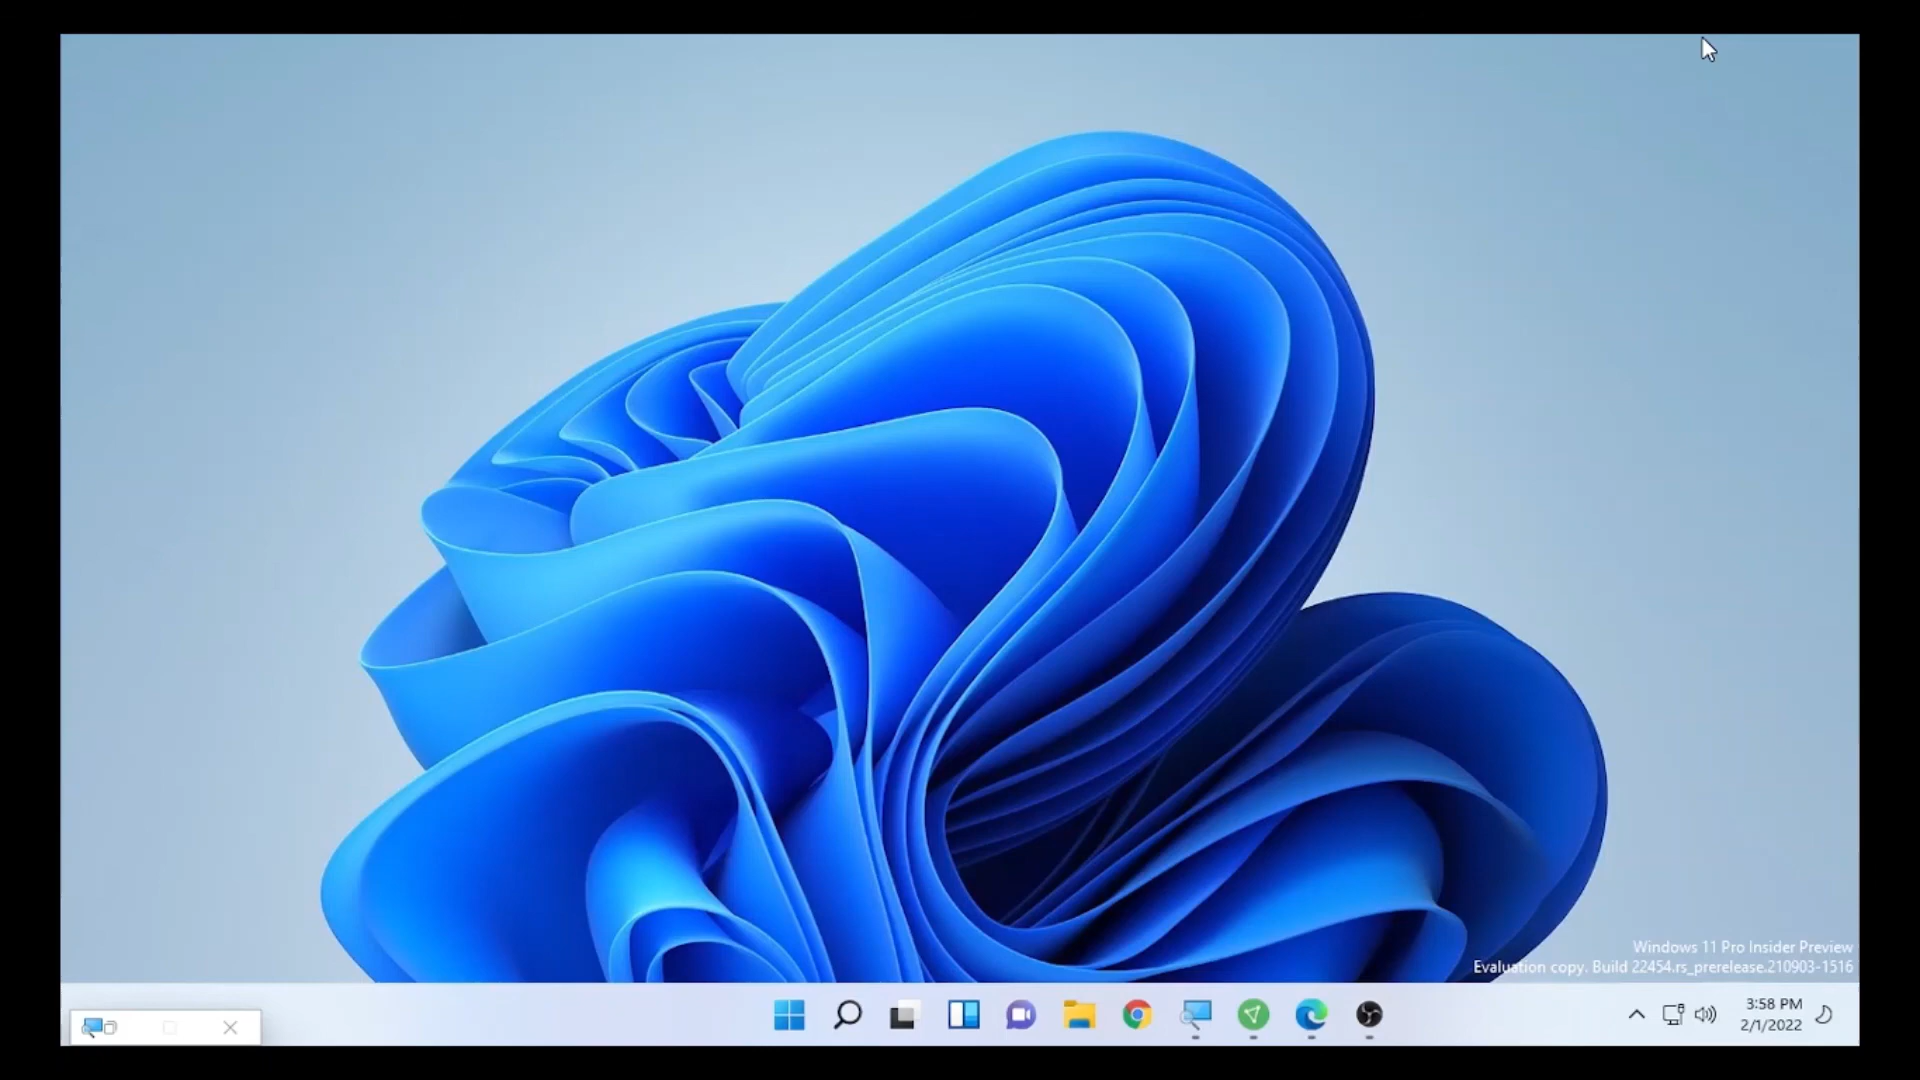 Windows 11 Pro Insider Preview
Evaluation copy. Build 22454.rs_prerelease.210903-1516
3:58 PM
2/1/2022